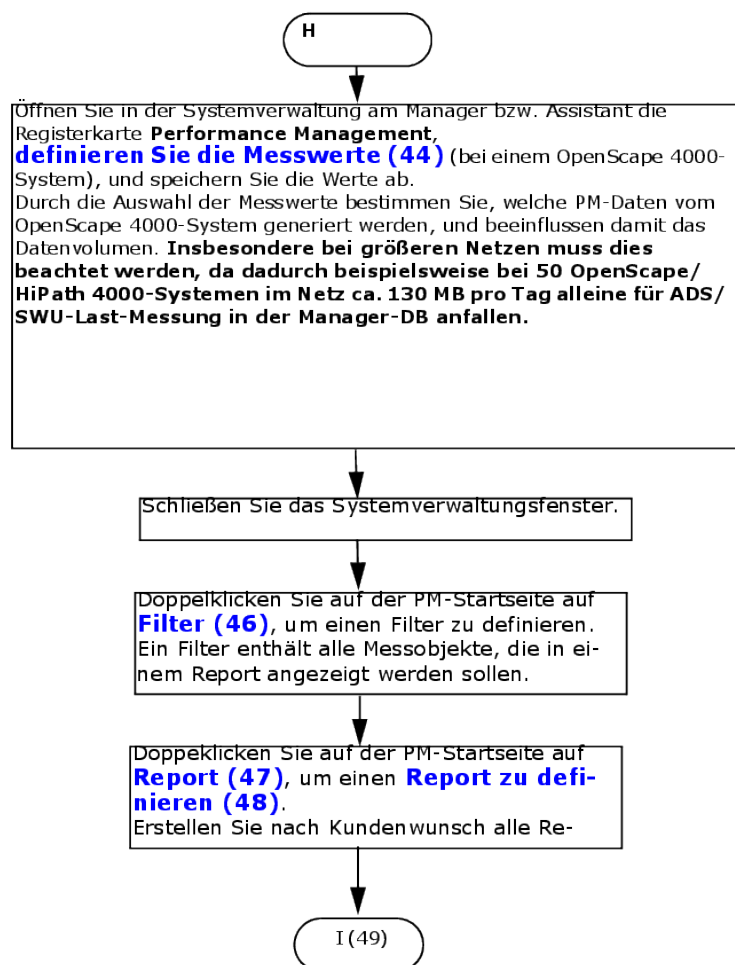 H
Öffnen Sie in der Systemverwaltung am Manager bzw. Assistant die
Registerkarte Performance Management,
definieren Sie die Messwerte (44) (bei einem OpenScape 4000-
System), und speichern Sie die Werte ab.
Durch die Auswahl der Messwerte bestimmen Sie, welche PM-Daten vom
OpenScape 4000-System generiert werden, und beeinflussen damit das
Datenvolumen. Insbesondere bei größeren Netzen muss dies
beachtet werden, da dadurch beispielsweise bei 50 OpenScape/
HiPath 4000-Systemen im Netz ca. 130 MB pro Tag alleine für ADS/
SWU-Last-Messung in der Manager-DB anfallen.
Schließen Sie das Systemverwaltungsfenster.
Doppelklicken Sie auf der PM-Startseite auf
Filter (46), um einen Filter zu definieren.
Ein Filter enthält alle Messobjekte, die in ei-
nem Report angezeigt werden sollen.
Doppeklicken Sie auf der PM-Startseite auf
Report (47), um einen Report zu defi-
nieren (48).
Erstellen Sie nach Kundenwunsch alle Re-
I (49)